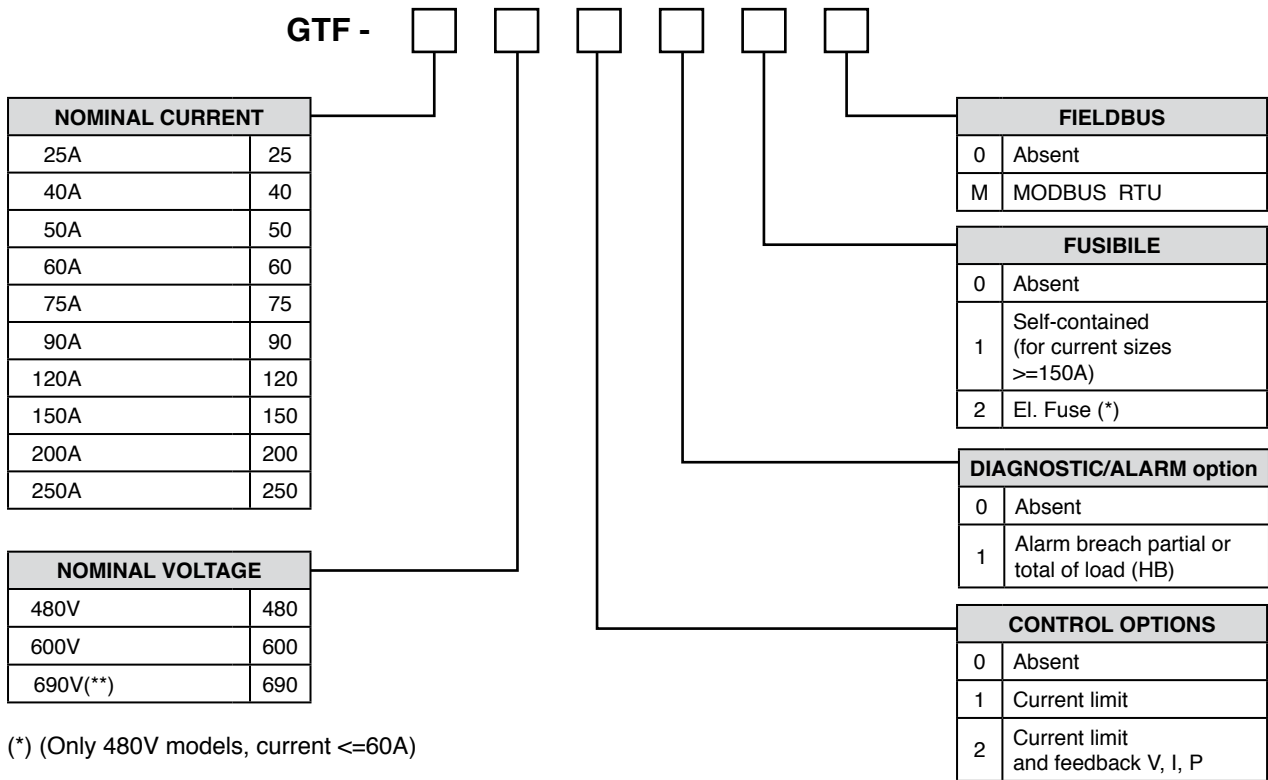 GTF -
NOMINAL CURRENT
25A 25
40A 40
50A 50
60A 60
75A 75
90A 90
120A 120
150A 150
200A 200
250A 250
NOMINAL VOLTAGE
480V 480
600V 600
690V(**) 690
(*) (Only 480V models, current <=60A)
FIELDBUS
0 Absent
M MODBUS RTU
FUSIBILE
0 Absent
1 Self-contained
(for current sizes
>=150A)
2 El. Fuse (*)
DIAGNOSTIC/ALARM option
0 Absent
1 Alarm breach partial or
total of load (HB)
CONTROL OPTIONS
0 Absent
1 Current limit
2 Current limit
and feedback V, I, P